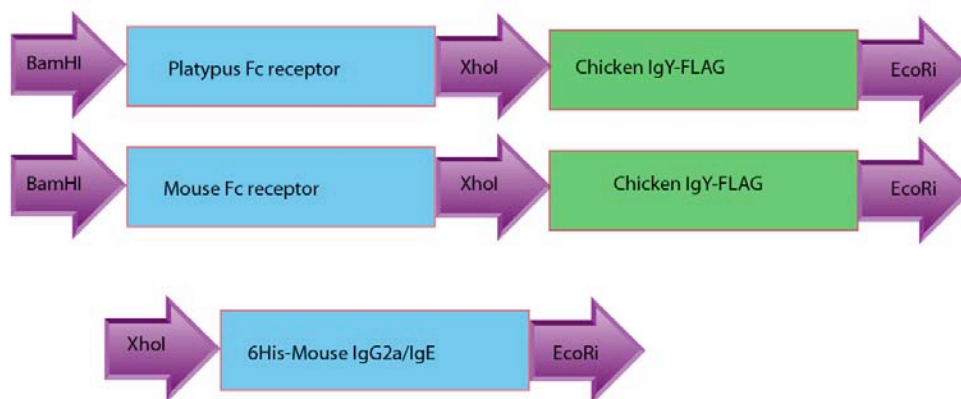 BamHI Platypus Fc receptor XhoI Chicken IgY-FLAG EcoRi
BamHI Mouse Fc receptor XhoI Chicken IgY-FLAG EcoRi
XhoI 6His-Mouse IgG2a/IgE EcoRi